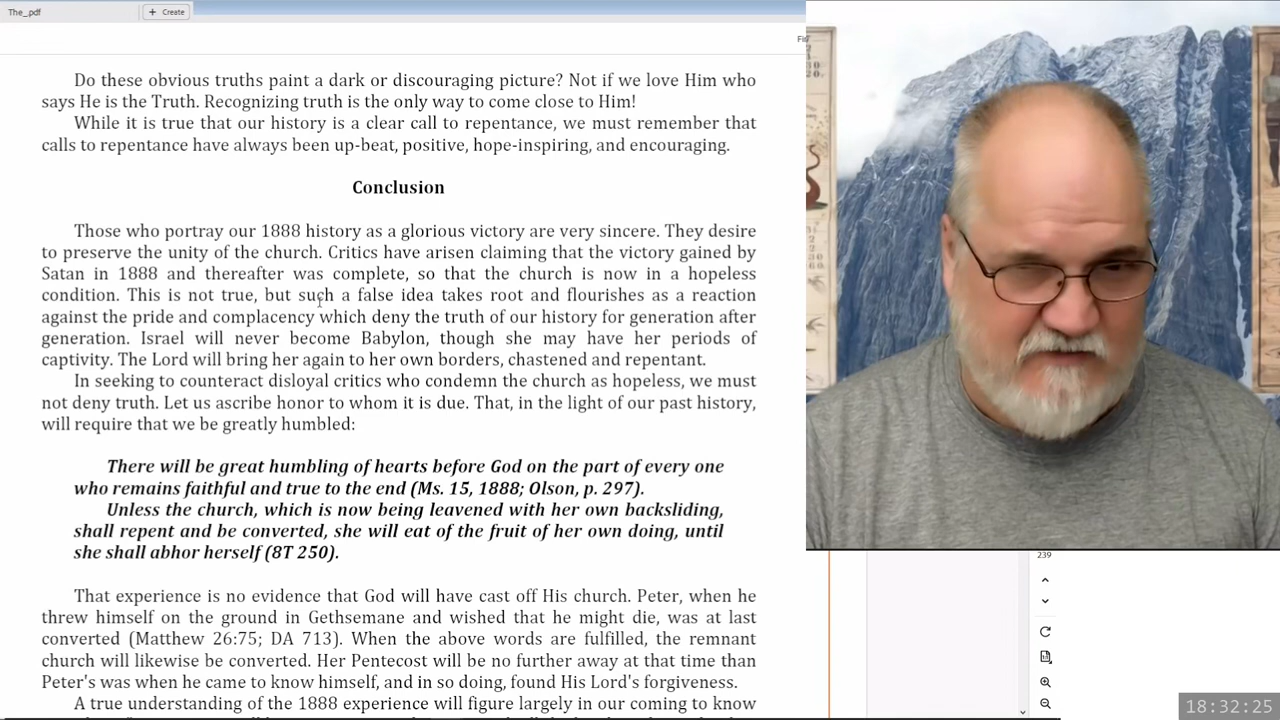 The_pdf
+ Create
Do these obvious truths paint a dark or discouraging picture? Not if we love Him who
says He is the Truth. Recognizing truth is the only way to come close to Him!
While it is true that our history is a clear call to repentance, we must remember that
calls to repentance have always been up-beat, positive, hope-inspiring, and encouraging.
Conclusion
Those who portray our 1888 history as a glorious victory are very sincere. They desire
to preserve the unity of the church. Critics have arisen claiming that the victory gained by
Satan in 1888 and thereafter was complete, so that the church is now in a hopeless
condition. This is not true, but such a false idea takes root and flourishes as a reaction
against the pride and complacency which deny the truth of our history for generation after
generation. Israel will never become Babylon, though she may have her periods of
captivity. The Lord will bring her again to her own borders, chastened and repentant.
In seeking to counteract disloyal critics who condemn the church as hopeless, we must
not deny truth. Let us ascribe honor to whom it is due. That, in the light of our past history,
will require that we be greatly humbled:
There will be great humbling of hearts before God on the part of every one
who remains faithful and true to the end (Ms. 15, 1888; Olson, p. 297).
Unless the church, which is now being leavened with her own backsliding,
shall repent and be converted, she will eat of the fruit of her own doing, until
she shall abhor herself (8T 250).
That experience is no evidence that God will have cast off His church. Peter, when he
threw himself on the ground in Gethsemane and wished that he might die, was at last
converted (Matthew 26:75; DA 713). When the above words are fulfilled, the remnant
church will likewise be converted. Her Pentecost will be no further away at that time than
Peter's was when he came to know himself, and in so doing, found His Lord's forgiveness.
A true understanding of the 1888 experience will figure largely in our coming to know
239
18:32:25